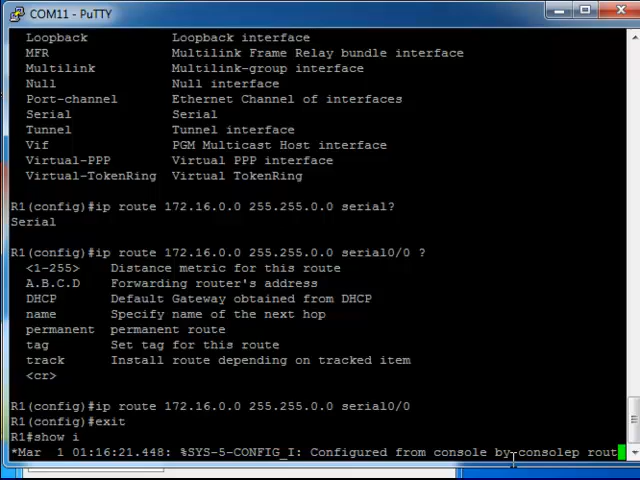 COM11 - PuTTY
Loopback Loopback interface
MFR Multilink Frame Relay bundle interface
Multilink Multilink-group interface
Null Null interface
Port-channel Ethernet Channel of interfaces
Serial Serial
Tunnel Tunnel interface
Vif PGM Multicast Host interface
Virtual-PPP Virtual PPP interface
Virtual-TokenRing Virtual TokenRing
R1(config)#ip route 172.16.0.0 255.255.0.0 serial?
Serial
R1(config)#ip route 172.16.0.0 255.255.0.0 serial0/0 ?
<1-255> Distance metric for this route
A.B.C.D Forwarding router's address
DHCP Default Gateway obtained from DHCP
name Specify name of the next hop
permanent permanent route
tag Set tag for this route
track Install route depending on tracked item
<cr>
R1(config)#ip route 172.16.0.0 255.255.0.0 serial0/0
R1(config)#exit
R1#show i
*Mar 1 01:16:21.448: %SYS-5-CONFIG_I: Configured from console by consolep rout